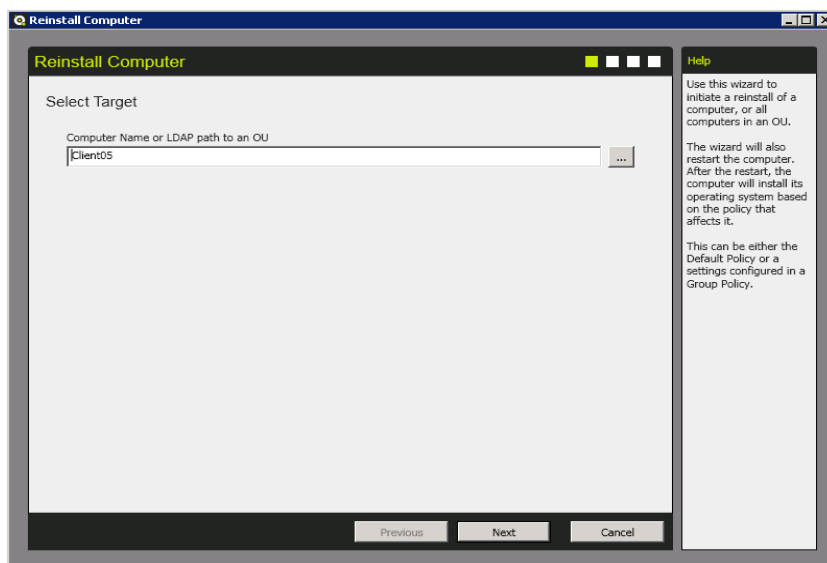 Reinstall Computer
Reinstall Computer
Select Target
Computer Name or LDAP path to an OU
Client05
...
Previous
Next
Cancel
Help
Use this wizard to
initiate a reinstall of a
computer, or all
computers in an OU.
The wizard will also
restart the computer.
After the restart, the
computer will install its
operating system based
on the policy that
affects it.
This can be either the
Default Policy or a
settings configured in a
Group Policy.